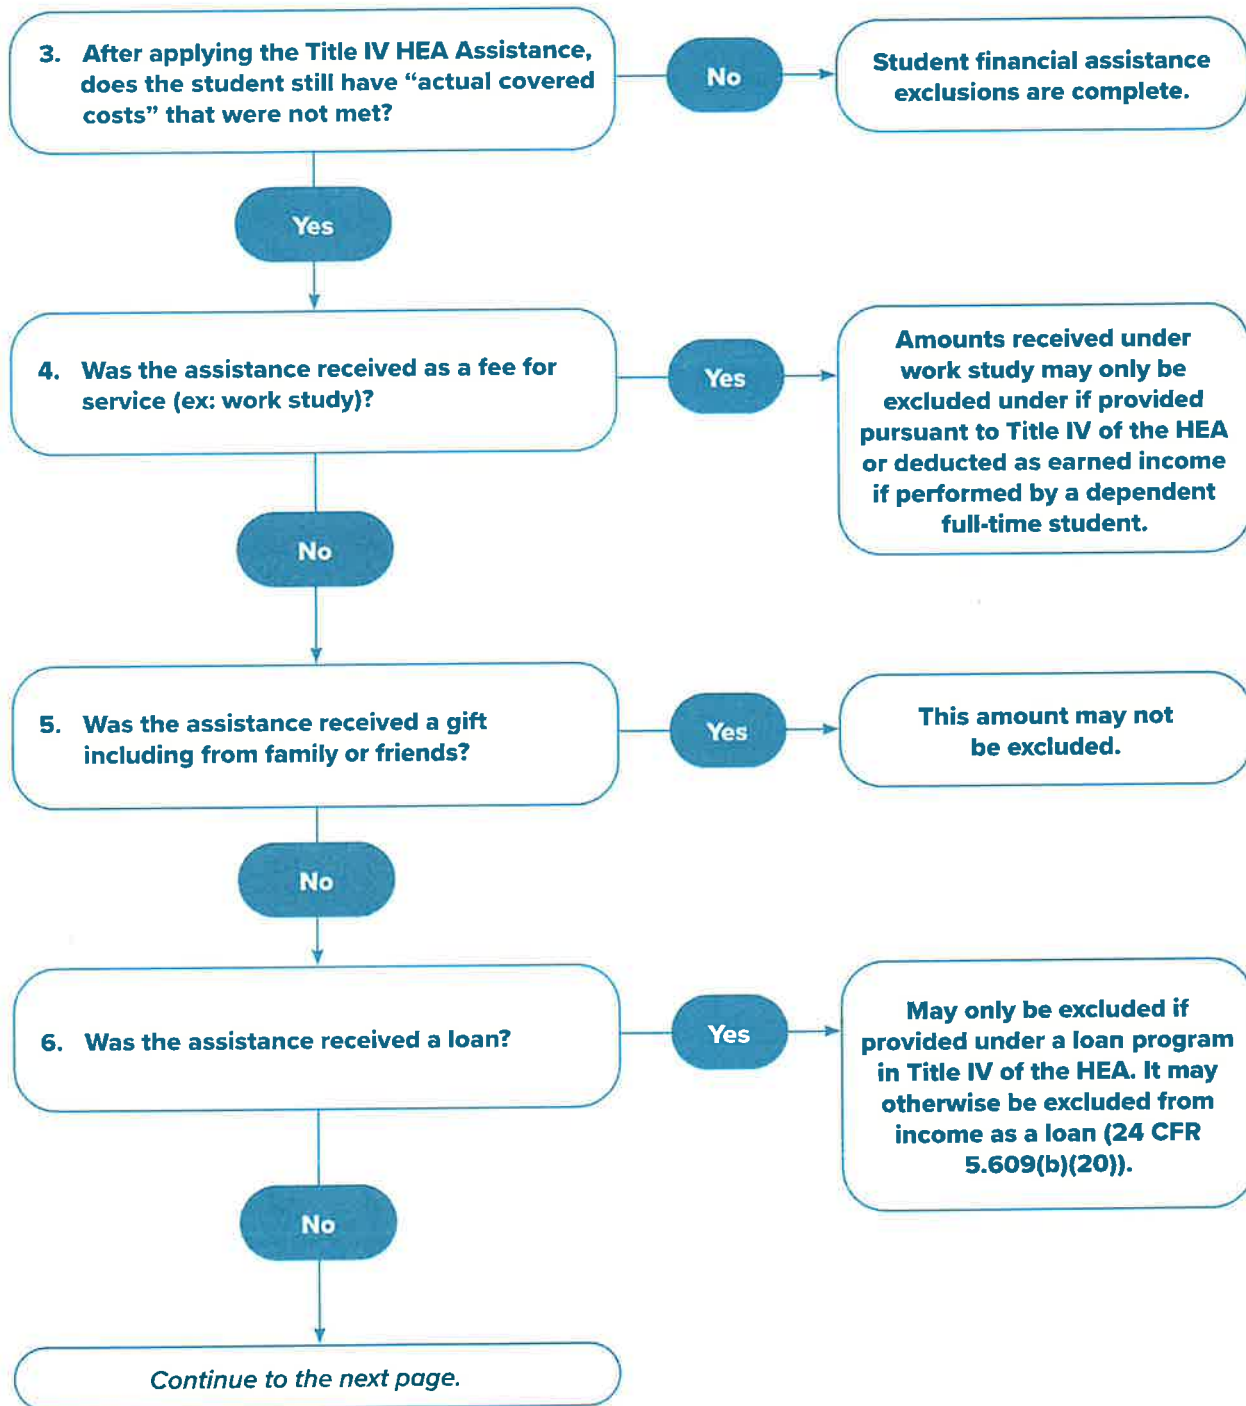 3. After applying the Title IV HEA Assistance,
does the student still have “actual covered
costs” that were not met?
No
Student financial assistance
exclusions are complete.
Yes
4. Was the assistance received as a fee for
service (ex: work study)?
Yes
Amounts received under
work study may only be
excluded under if provided
pursuant to Title IV of the HEA
or deducted as earned income
if performed by a dependent
full-time student.
No
5. Was the assistance received a gift
including from family or friends?
Yes
This amount may not
be excluded.
No
6. Was the assistance received a loan?
Yes
May only be excluded if
provided under a loan program
in Title IV of the HEA. It may
otherwise be excluded from
income as a loan (24 CFR
5.609(b)(20)).
No
Continue to the next page.